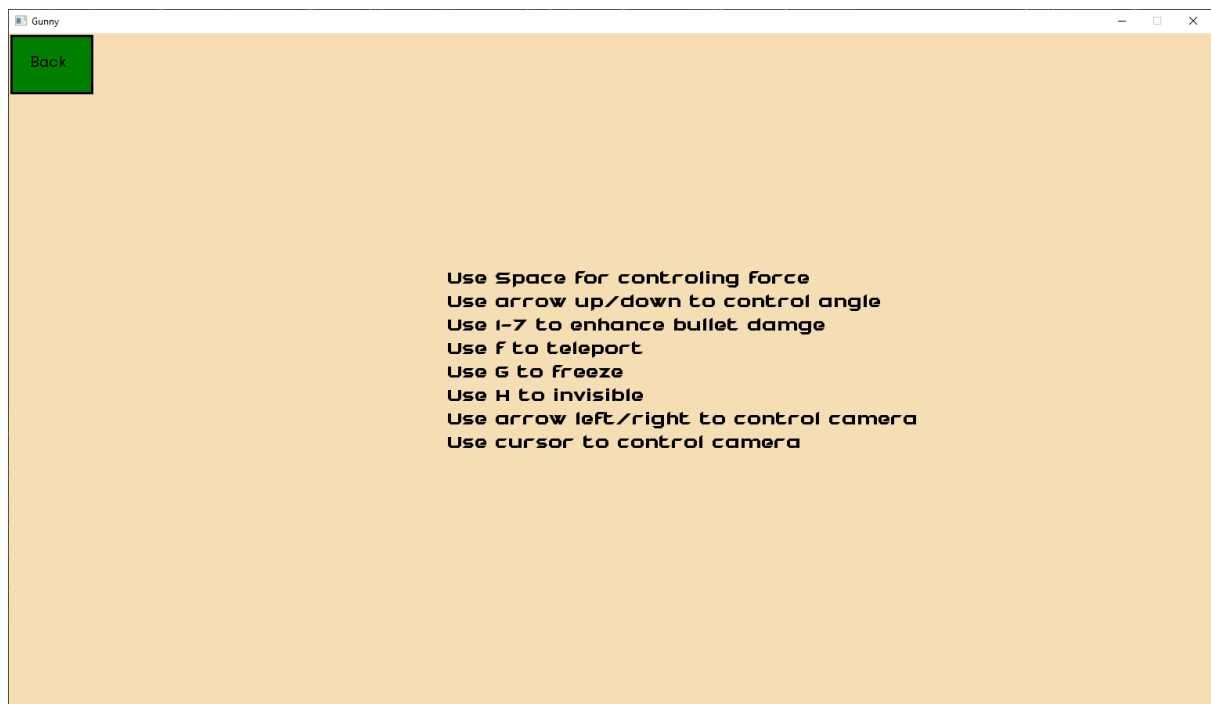 Gunny
Back
Use Space for controling force
Use arrow up/down to control angle
Use 1-7 to enhance bullet damge
Use F to teleport
Use G to freeze
Use H to invisible
Use arrow left/right to control camera
Use cursor to control camera